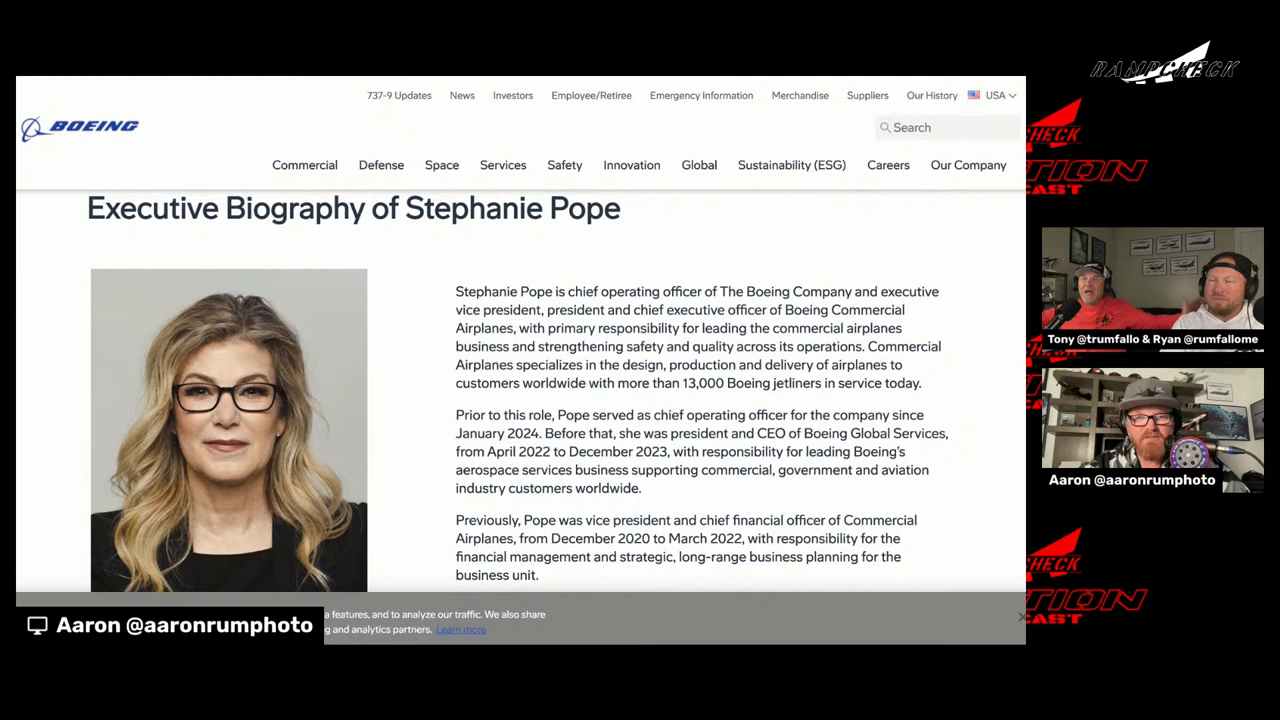 RAMPCHECK
737-9 Updates News Investors Employee/Retiree Emergency Information Merchandise Suppliers Our History USA
BOEING
Search
Commercial Defense Space Services Safety Innovation Global Sustainability (ESG) Careers Our Company
Executive Biography of Stephanie Pope
Stephanie Pope is chief operating officer of The Boeing Company and executive
vice president, president and chief executive officer of Boeing Commercial
Airplanes, with primary responsibility for leading the commercial airplanes
business and strengthening safety and quality across its operations. Commercial
Airplanes specializes in the design, production and delivery of airplanes to
customers worldwide with more than 13,000 Boeing jetliners in service today.
Prior to this role, Pope served as chief operating officer for the company since
January 2024. Before that, she was president and CEO of Boeing Global Services,
from April 2022 to December 2023, with responsibility for leading Boeing's
aerospace services business supporting commercial, government and aviation
industry customers worldwide.
Previously, Pope was vice president and chief financial officer of Commercial
Airplanes, from December 2020 to March 2022, with responsibility for the
financial management and strategic, long-range business planning for the
business unit.
e features, and to analyze our traffic. We also share
g and analytics partners. Learn more
Aaron @aaronrumphoto
CHECK
TION
CAST
Tony @trumfallo & Ryan @rumfallome
Aaron @aaronrumphoto
CHECK
TION
CAST